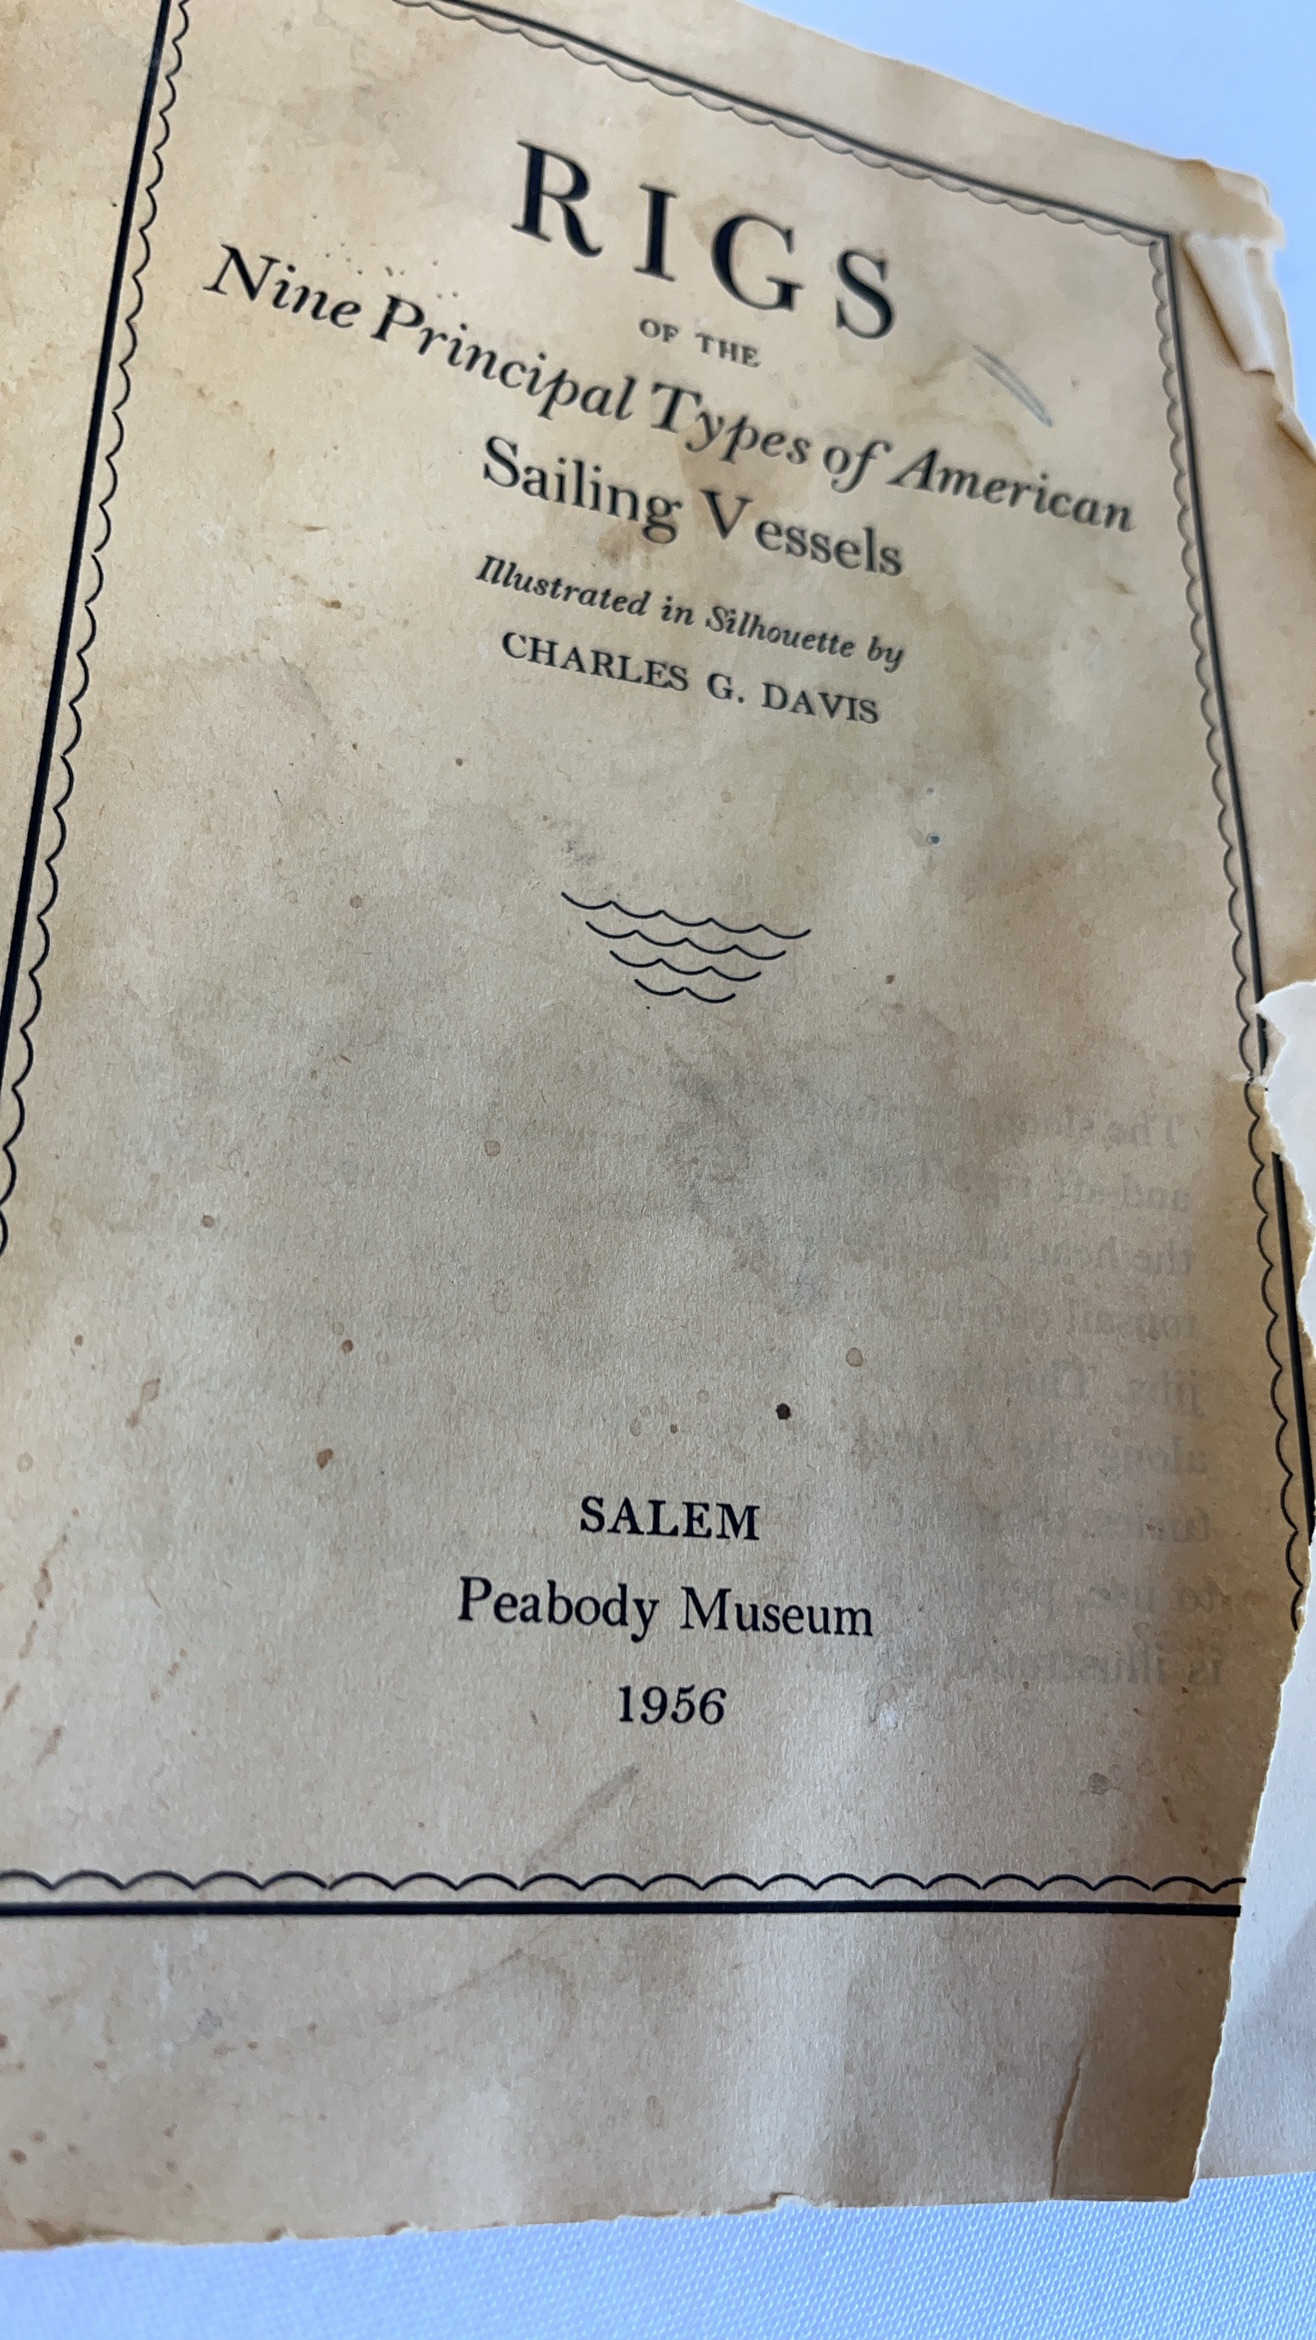 RIGS
OF THE
Nine Principal Types of American
Sailing Vessels
Illustrated in Silhouette by
CHARLES G. DAVIS
SALEM
Peabody Museum
1956